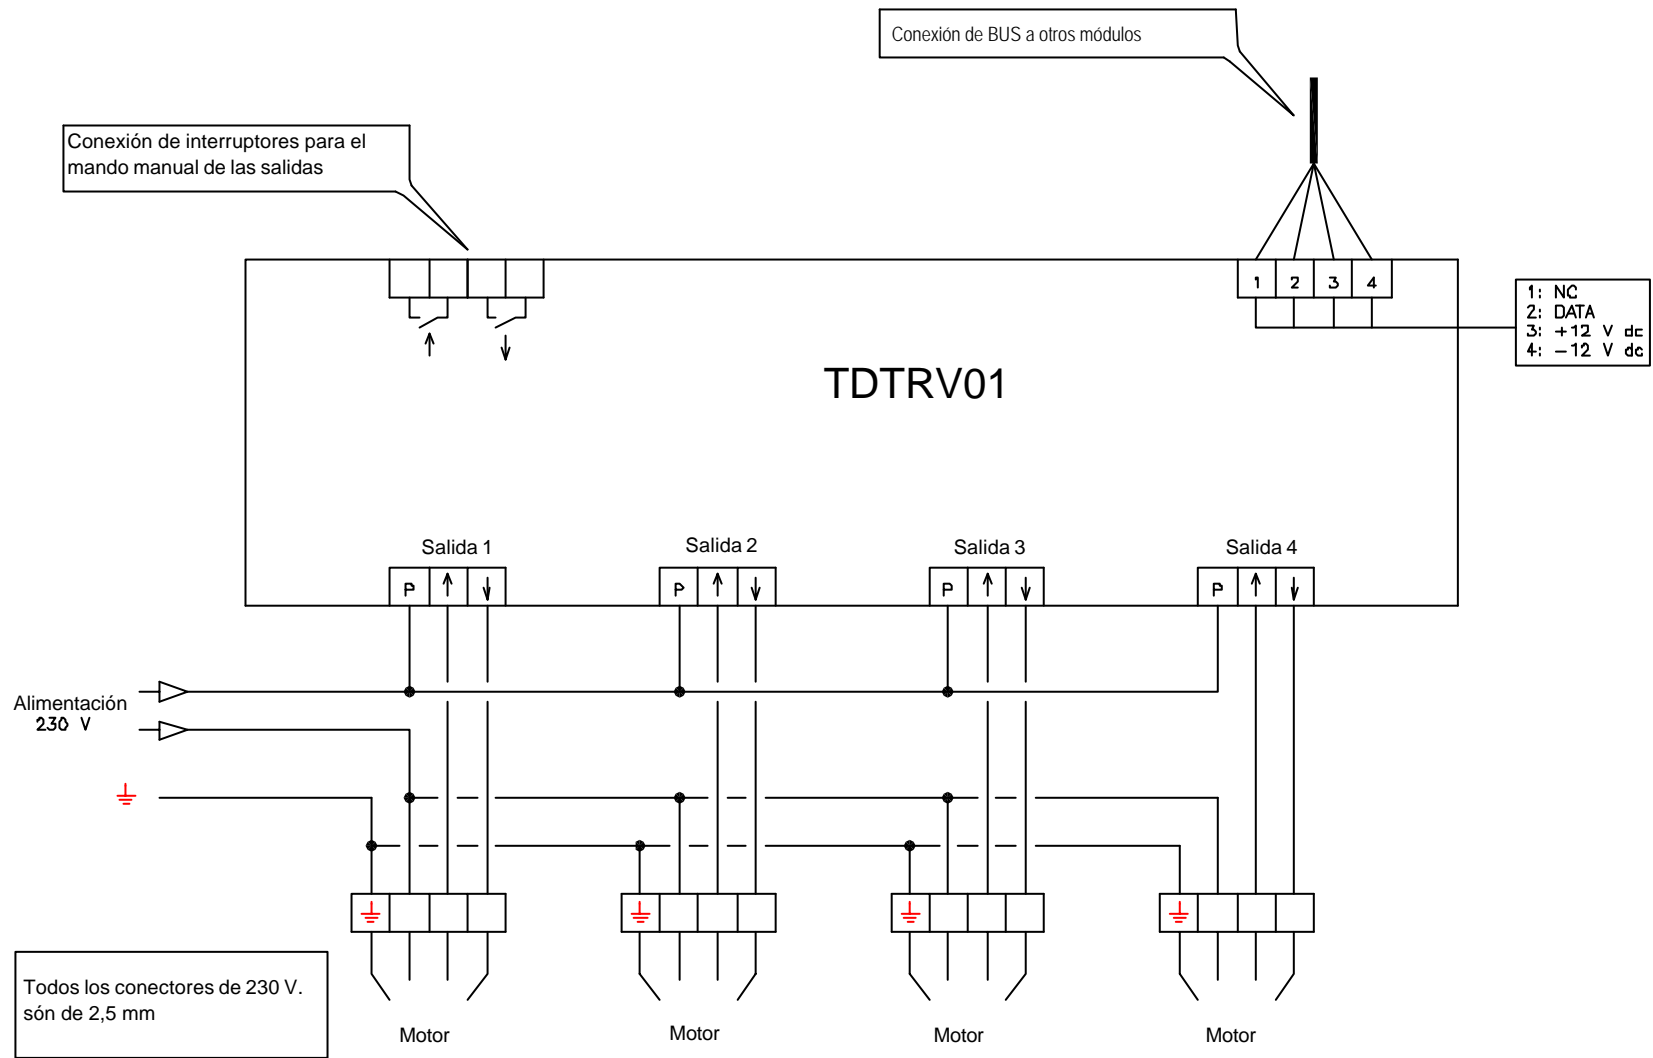 Conexión de BUS a otros módulos
Conexión de interruptores para el
mando manual de las salidas
1 2 3 4
1: NC
2: DATA
3: +12 V dc
4: -12 V dc
TDTRV01
Salida 1
Salida 2
Salida 3
Salida 4
P
P
P
P
Alimentación
230 V
Todos los conectores de 230 V.
són de 2,5 mm
Motor
Motor
Motor
Motor